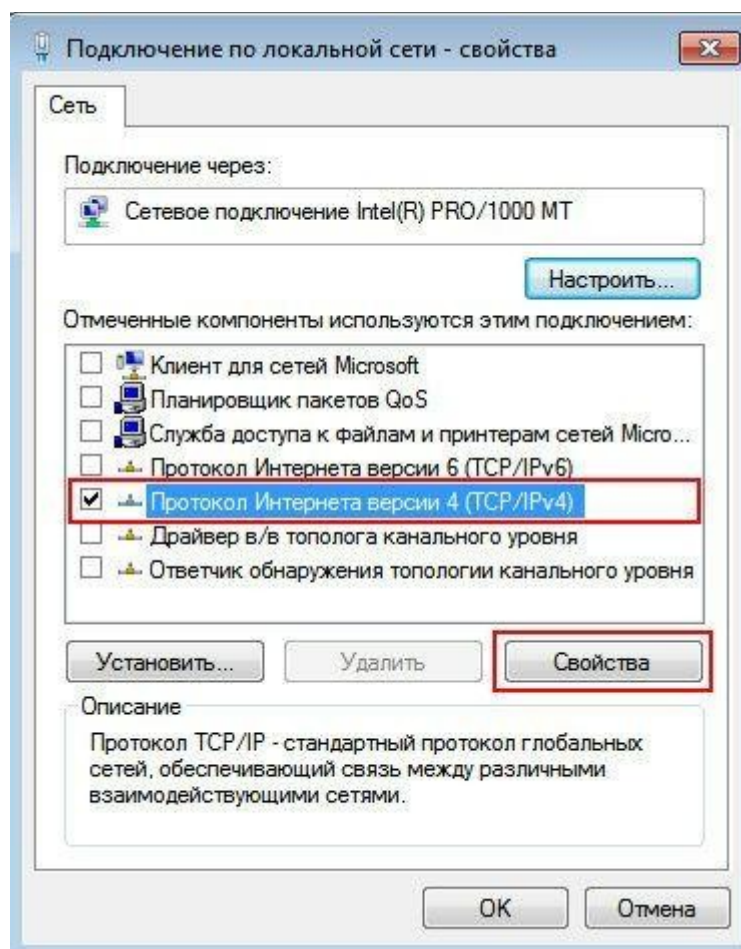 Подключение по локальной сети - свойства
Сеть
Подключение через:
Сетевое подключение Intel(R) PRO/1000 MT
Настроить...
Отмеченные компоненты используются этим подключением:
Клиент для сетей Microsoft
Планировщик пакетов QoS
Служба доступа к файлам и принтерам сетей Micro...
Протокол Интернета версии 6 (TCP/IPv6)
Протокол Интернета версии 4 (TCP/IPv4)
Драйвер в/в тополога канального уровня
Ответчик обнаружения топологии канального уровня
Установить... Удалить Свойства
Описание
Протокол TCP/IP - стандартный протокол глобальных
сетей, обеспечивающий связь между различными
взаимодействующими сетями.
OK Отмена